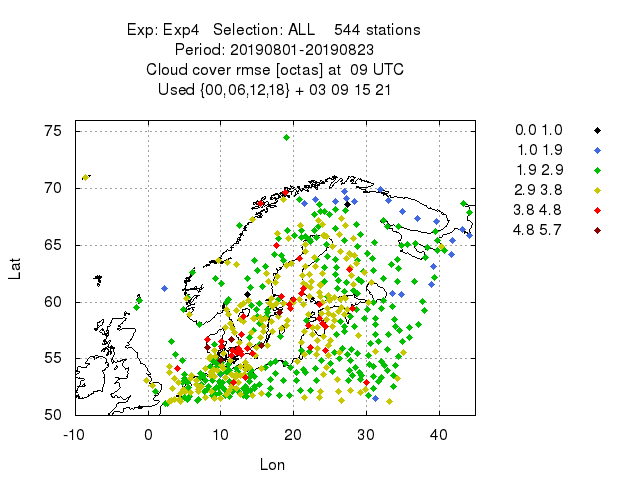 Exp: Exp4   Selection: ALL    544 stations
Period: 20190801-20190823
Cloud cover rmse [octas] at  09 UTC
Used {00,06,12,18} + 03 09 15 21
0.0 1.0
1.0 1.9
1.9 2.9
2.9 3.8
3.8 4.8
4.8 5.7
75
70
65
60
55
50
Lat
-10 0 10 20 30 40
Lon